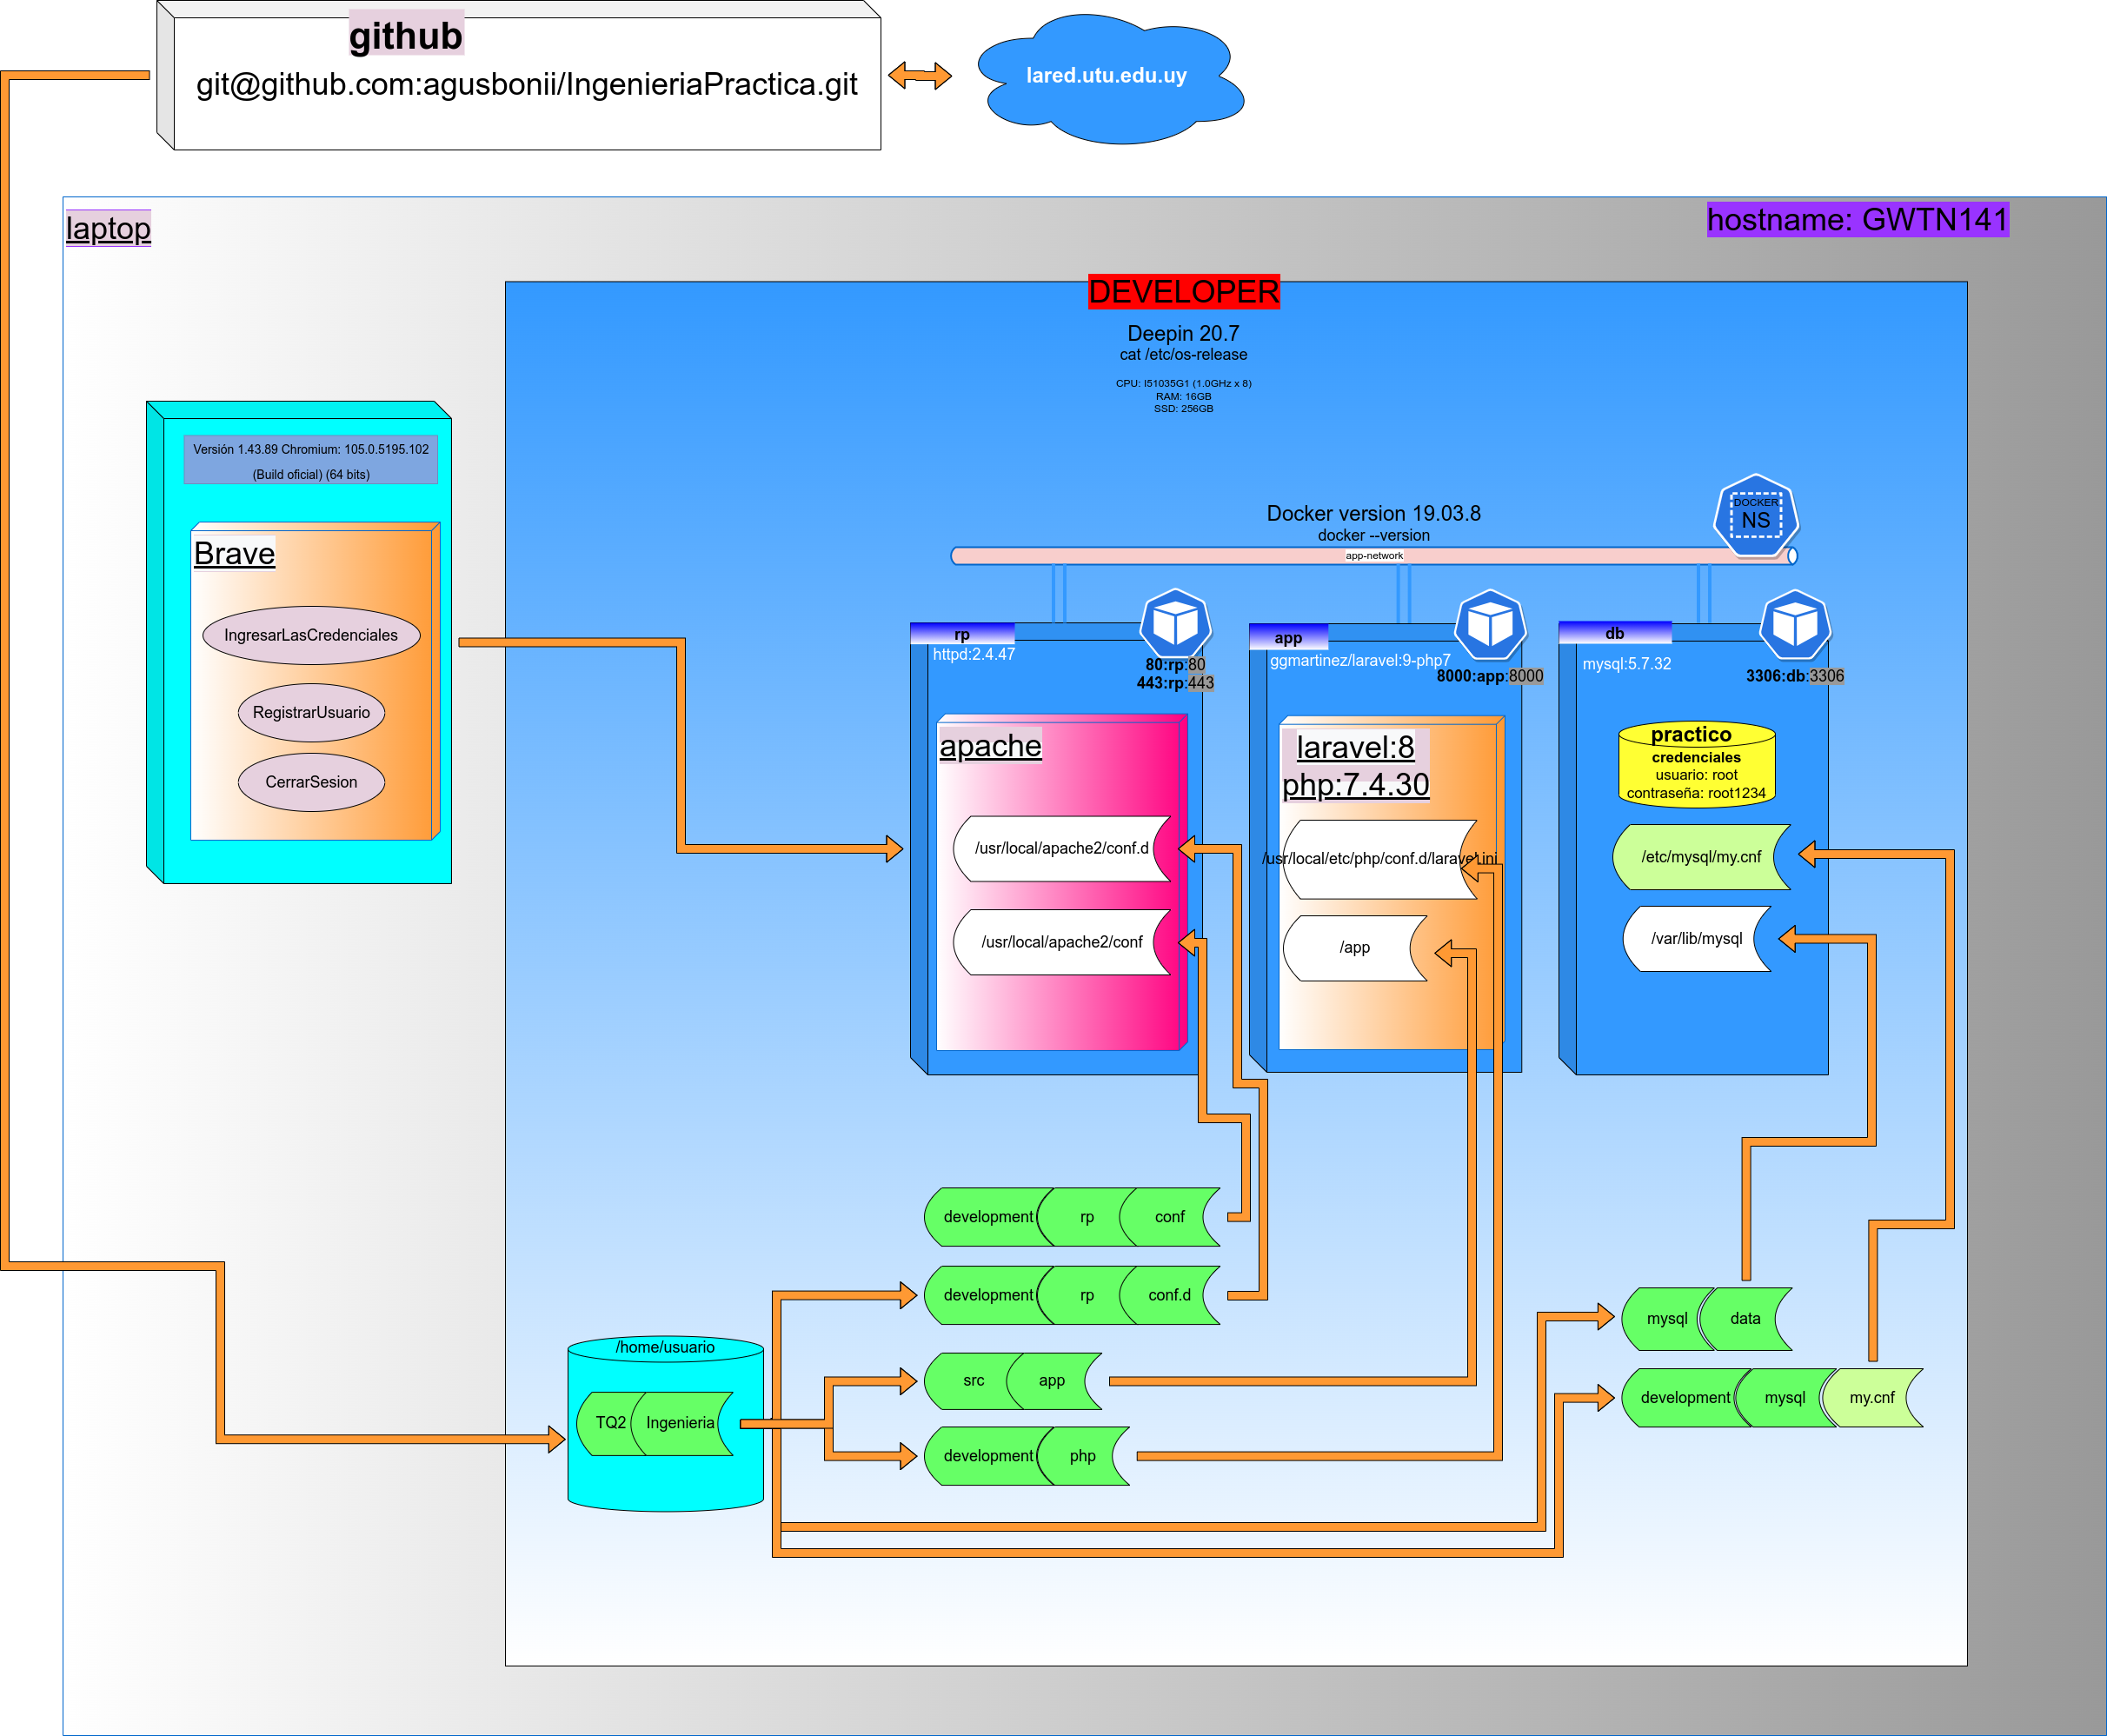 github
git@github.com:agusbonii/IngenieriaPractica.git
lared.utu.edu.uy
laptop
hostname: GWTN141
DEVELOPER
Deepin 20.7
cat /etc/os-release
CPU: I51035G1 (1.0GHz x 8)
RAM: 16GB
SSD: 256GB
Versión 1.43.89 Chromium: 105.0.5195.102
(Build oficial) (64 bits)
Brave
IngresarLasCredenciales
RegistrarUsuario
CerrarSesion
Docker version 19.03.8
docker --version
app-network
DOCKER
NS
rp
httpd:2.4.47
80:rp:80
443:rp:443
apache
/usr/local/apache2/conf.d
/usr/local/apache2/conf
app
ggmartinez/laravel:9-php7
8000:app:8000
laravel:8
php:7.4.30
/usr/local/etc/php/conf.d/laravel.ini
/app
db
mysql:5.7.32
3306:db:3306
practico
credenciales
usuario: root
contraseña: root1234
/etc/mysql/my.cnf
/var/lib/mysql
development rp conf
development rp conf.d
src app
development php
/home/usuario
TQ2 Ingenieria
mysql data
development mysql my.cnf